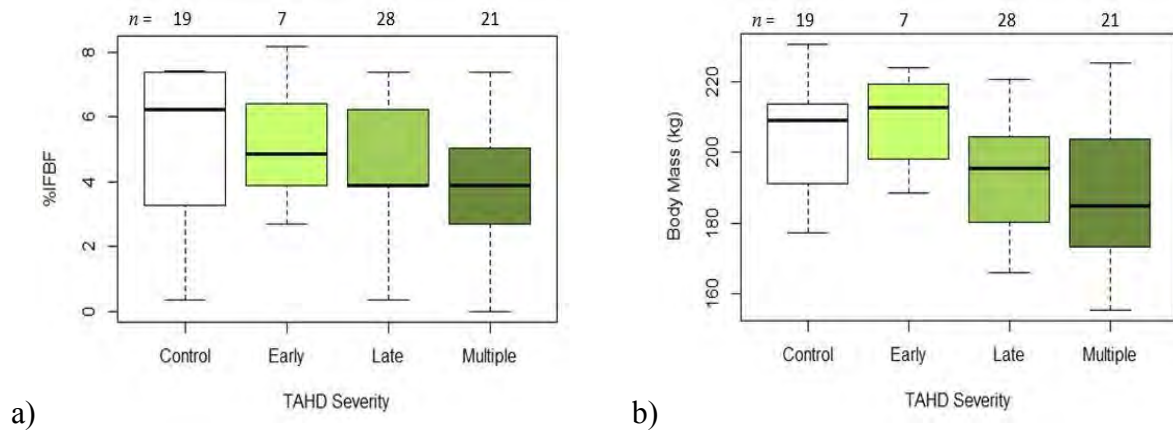 n = 19 7 28 21
%IFBF
8
6
4
2
0
Control Early Late Multiple
TAHD Severity
a)
n = 19 7 28 21
Body Mass (kg)
220
200
180
160
Control Early Late Multiple
TAHD Severity
b)